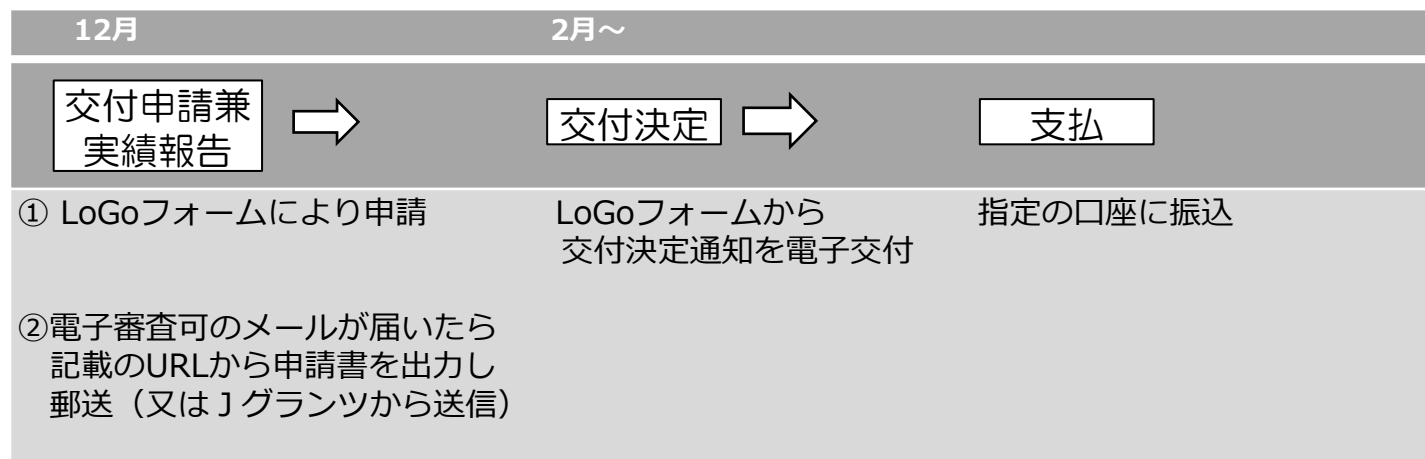 12月
2月～
交付申請兼
実績報告
交付決定
支払
① LoGoフォームにより申請
②電子審査可のメールが届いたら
記載のURLから申請書を出力し
郵送（又はＪグランツから送信）
LoGoフォームから
交付決定通知を電子交付
指定の口座に振込